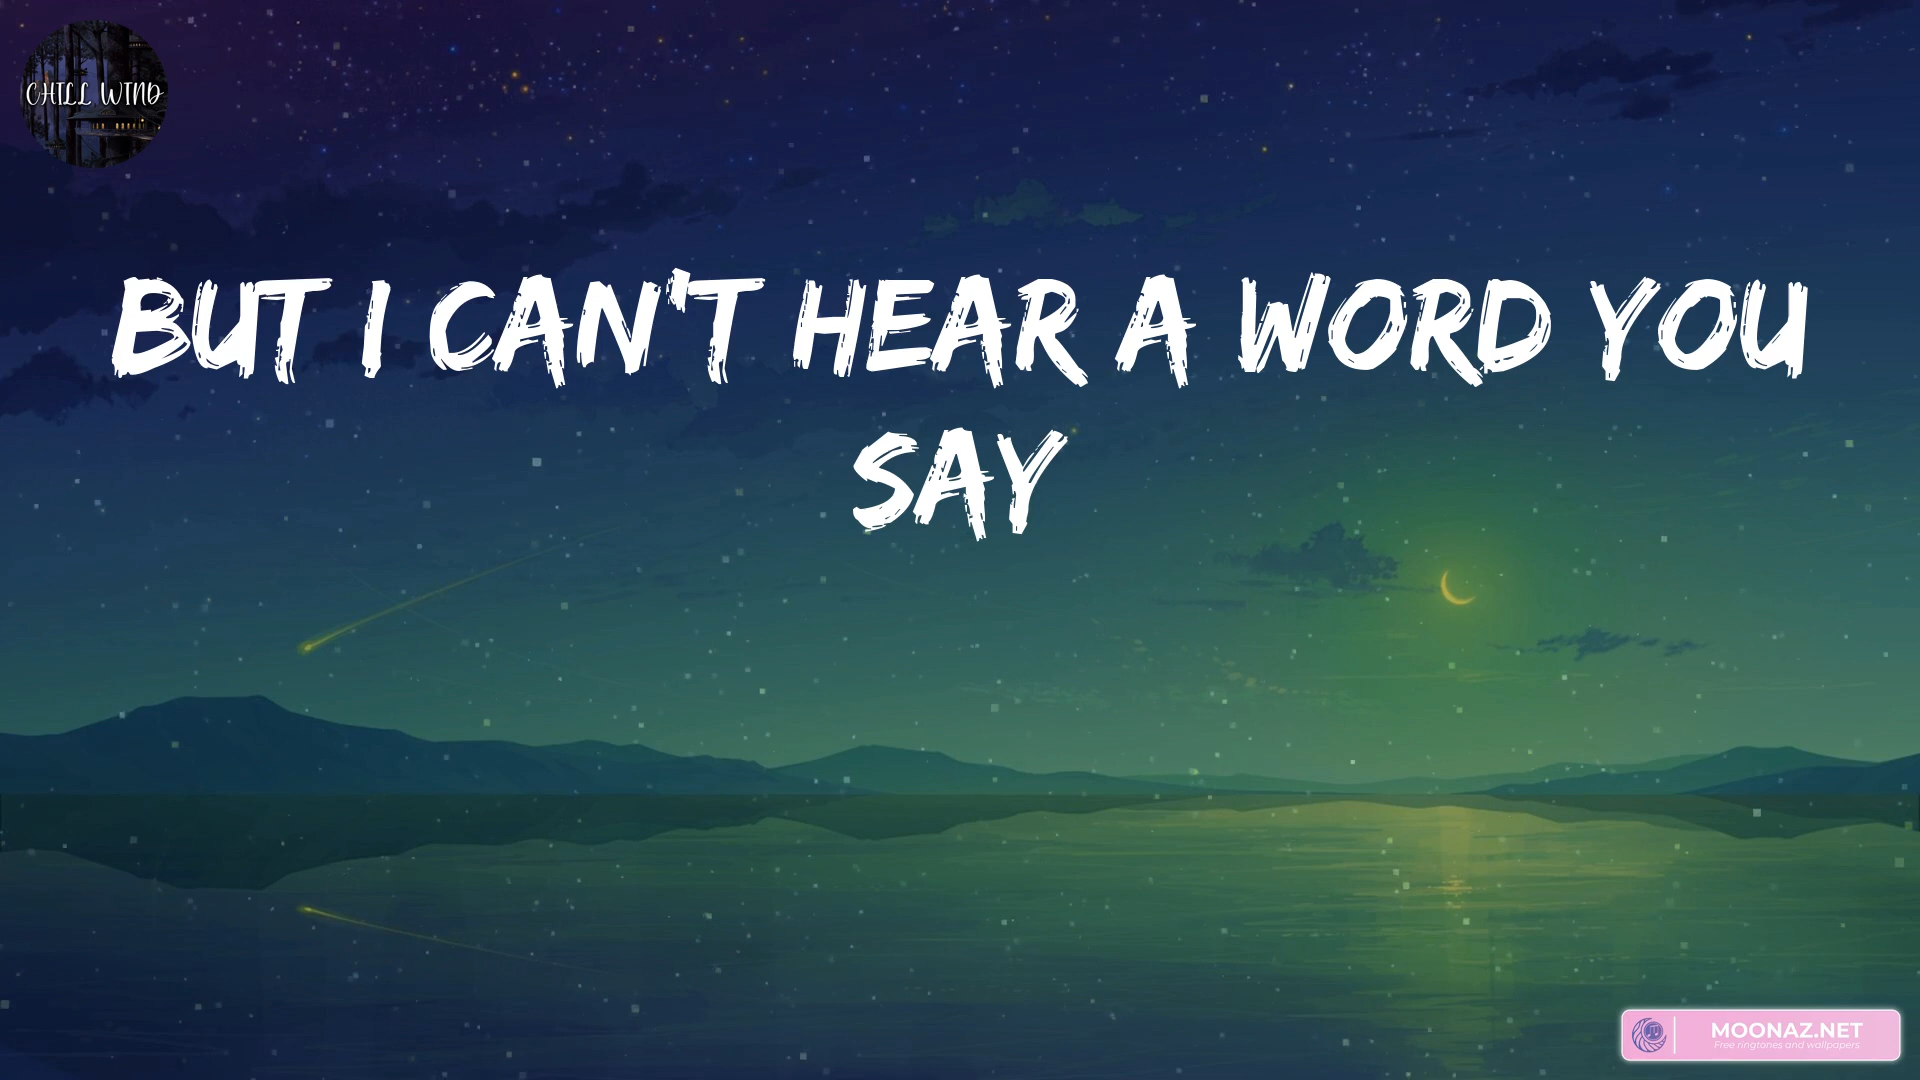 CHILL WIND
BUT I CAN'T HEAR A WORD YOU
SAY
MOONAZ.NET
Free ringtones and wallpapers